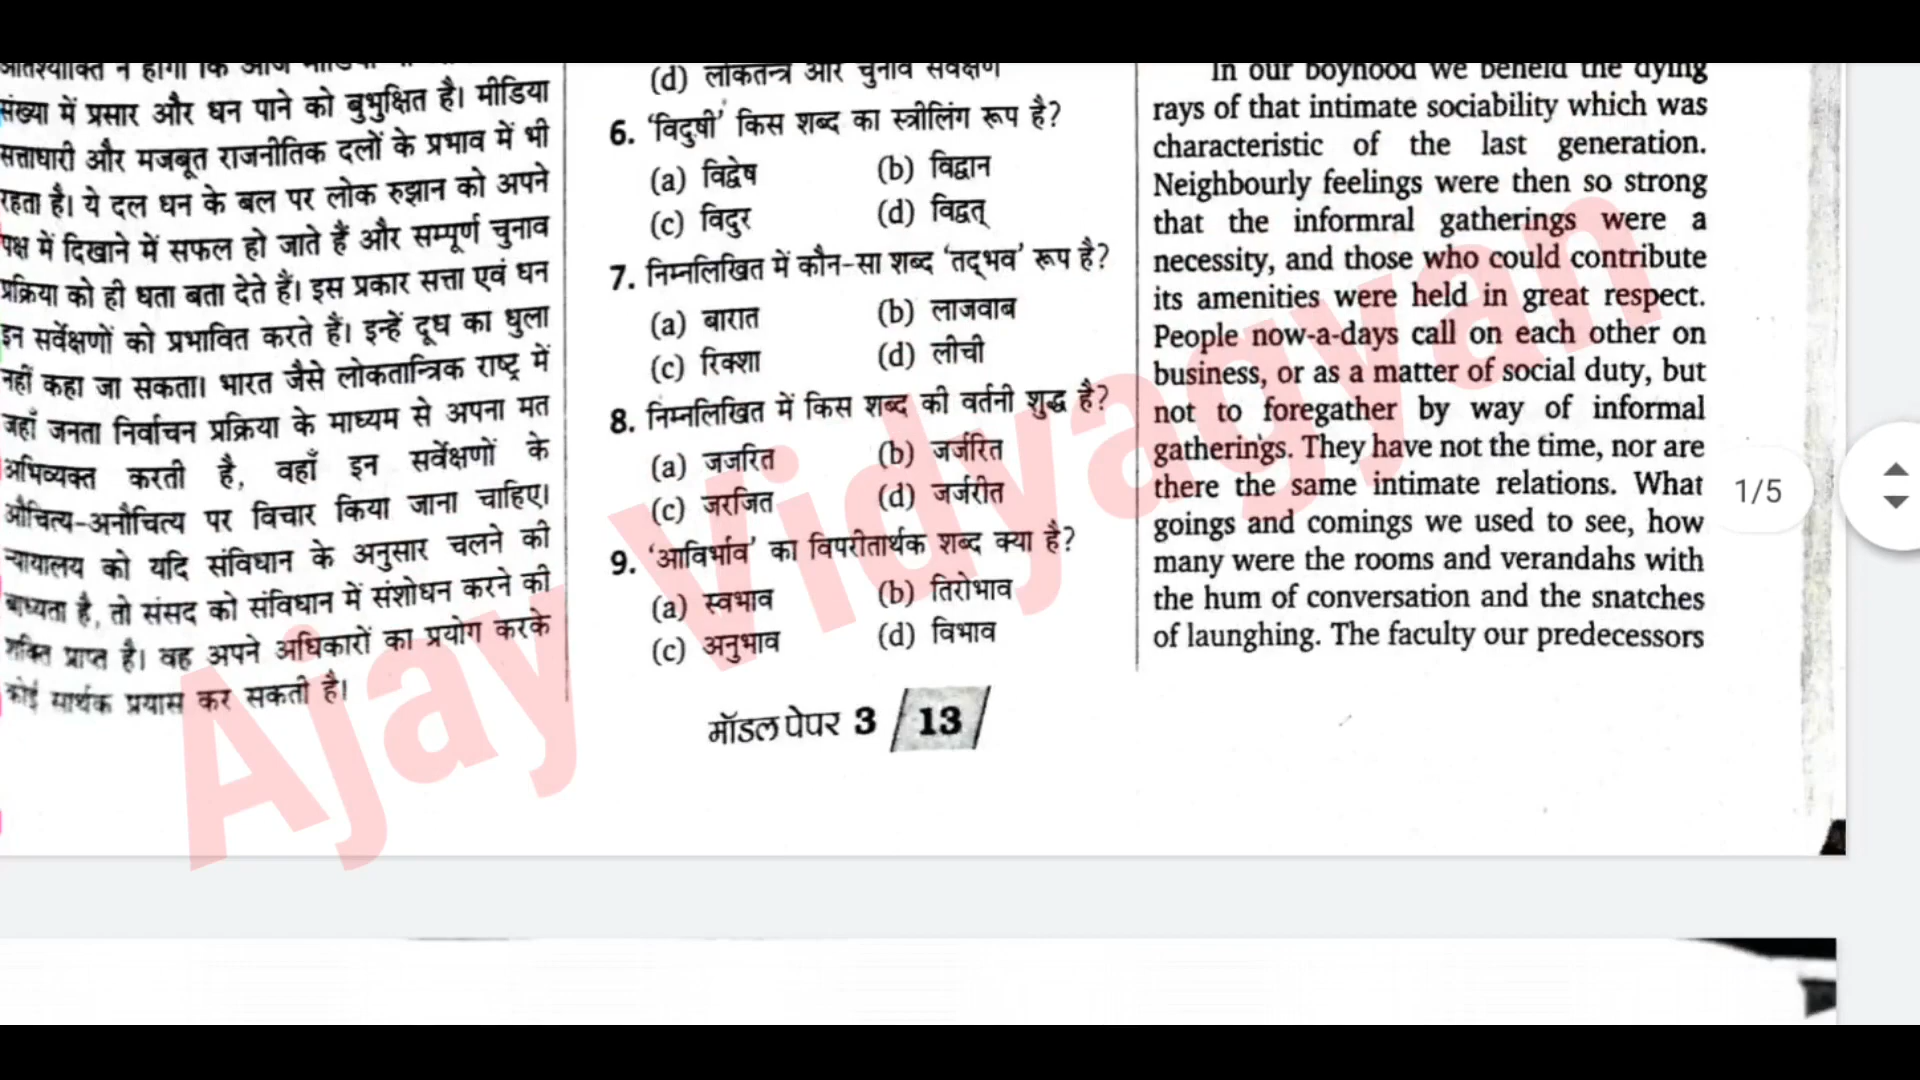 संख्या में प्रसार और धन पाने को बुभुक्षित है। मीडिया
सत्ताधारी और मजबूत राजनीतिक दलों के प्रभाव में भी
रहता है। ये दल धन के बल पर लोक रुझान को अपने
पक्ष में दिखाने में सफल हो जाते हैं और सम्पूर्ण चुनाव
प्रक्रिया को ही धता बता देते हैं। इस प्रकार सत्ता एवं धन
इन सर्वेक्षणों को प्रभावित करते हैं। इन्हें दूध का धुला
नहीं कहा जा सकता। भारत जैसे लोकतान्त्रिक राष्ट्र में
जहाँ जनता निर्वाचन प्रक्रिया के माध्यम से अपना मत
अभिव्यक्त करती है, वहाँ इन सर्वेक्षणों के
औचित्य-अनौचित्य पर विचार किया जाना चाहिए।
न्यायालय को यदि संविधान के अनुसार चलने की
बाध्यता है, तो संसद को संविधान में संशोधन करने की
शक्ति प्राप्त है। वह अपने अधिकारों का प्रयोग करके
कोई सार्थक प्रयास कर सकती है।
(d) लोकतन्त्र और चुनाव सर्वेक्षण
6. 'विदुषी' किस शब्द का स्त्रीलिंग रूप है?
(a) विद्वेष (b) विद्वान
(c) विदुर (d) विद्वत्
7. निम्नलिखित में कौन-सा शब्द 'तद्भव' रूप है?
(a) बारात (b) लाजवाब
(c) रिक्शा (d) लीची
8. निम्नलिखित में किस शब्द की वर्तनी शुद्ध है?
(a) जजरित (b) जर्जरित
(c) जरजित (d) जर्जरीत
9. 'आविर्भाव' का विपरीतार्थक शब्द क्या है?
(a) स्वभाव (b) तिरोभाव
(c) अनुभाव (d) विभाव
मॉडल पेपर 3 13
In our boyhood we beheld the dying
rays of that intimate sociability which was
characteristic of the last generation.
Neighbourly feelings were then so strong
that the informral gatherings were a
necessity, and those who could contribute
its amenities were held in great respect.
People now-a-days call on each other on
business, or as a matter of social duty, but
not to foregather by way of informal
gatherings. They have not the time, nor are
there the same intimate relations. What
goings and comings we used to see, how
many were the rooms and verandahs with
the hum of conversation and the snatches
of launghing. The faculty our predecessors
1/5
Ajay Vidyagyan